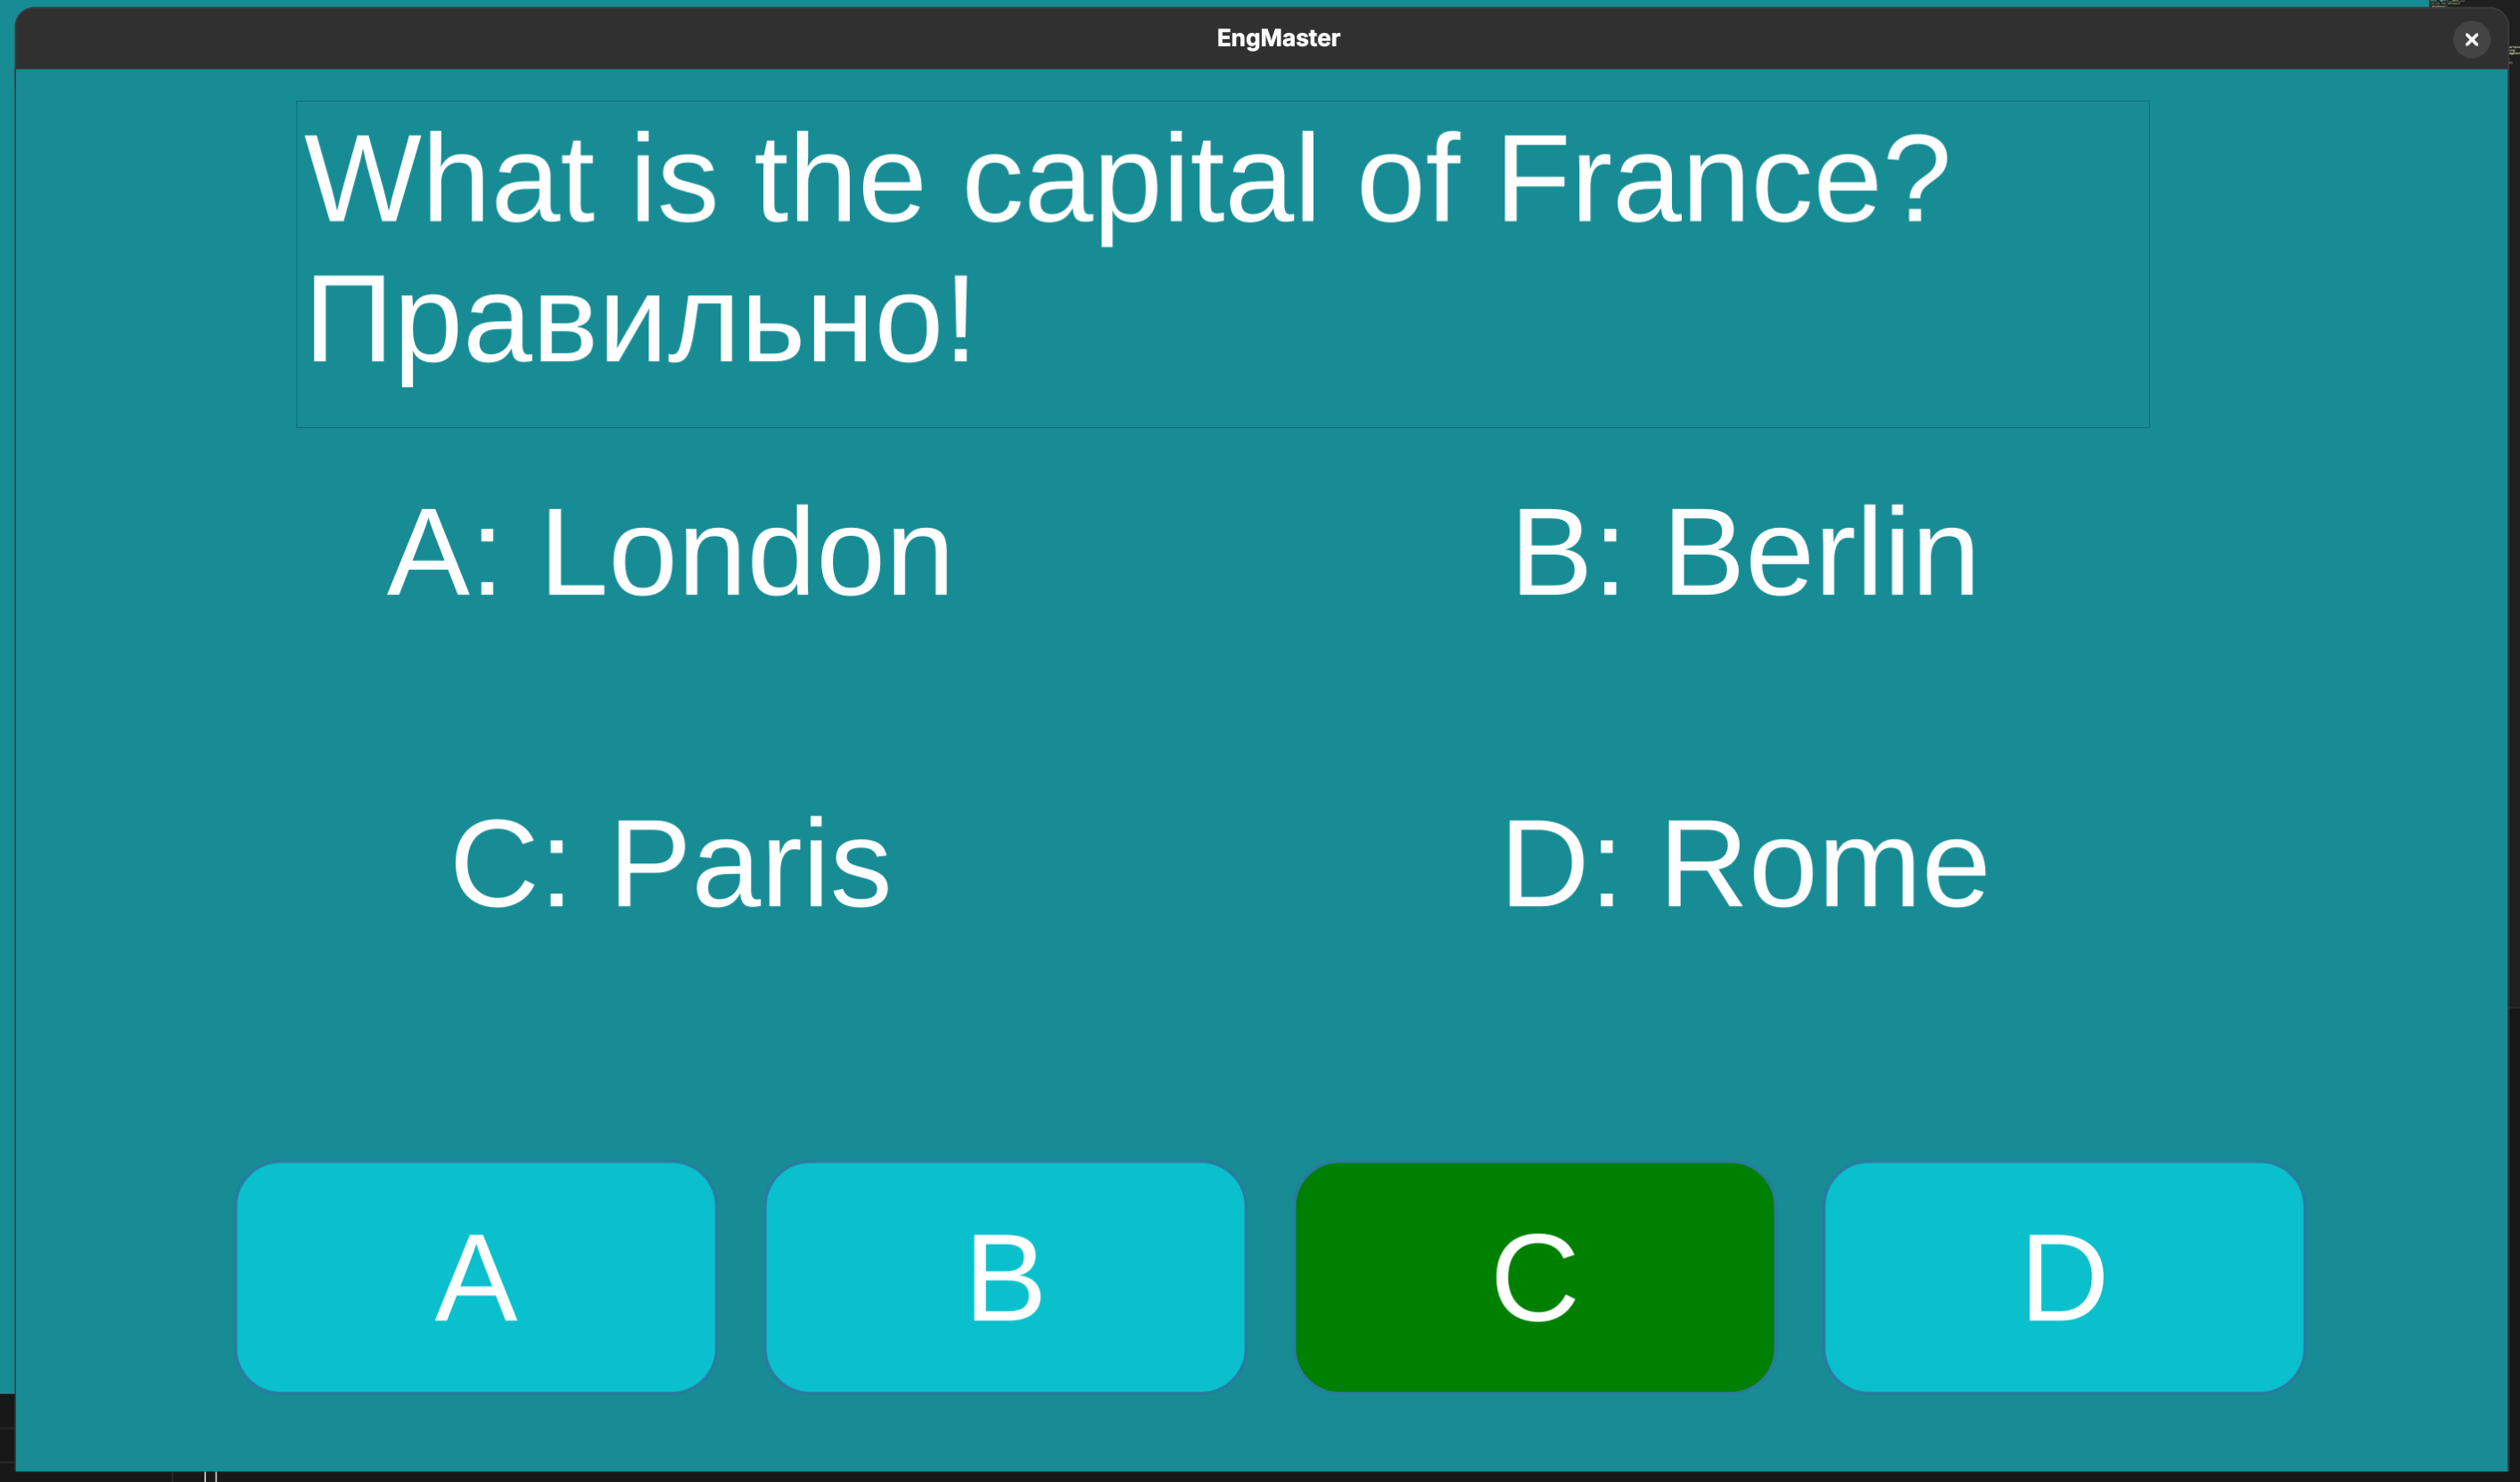 EngMaster
What is the capital of France?
Правильно!
A: London
B: Berlin
C: Paris
D: Rome
A
B
C
D